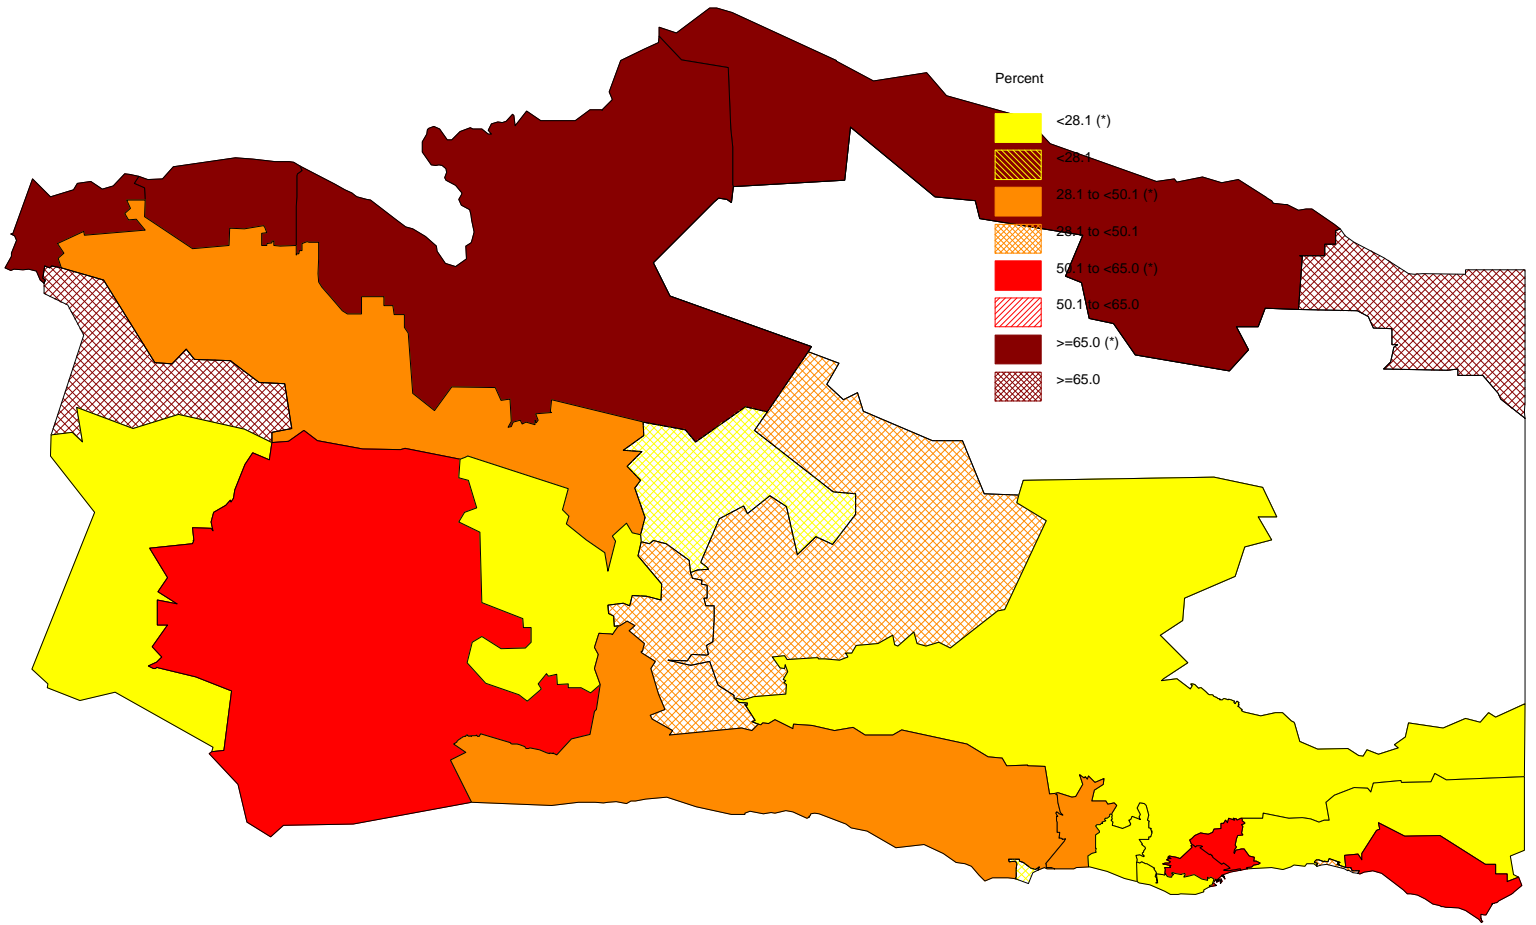 Percent
<28.1 (*)
<28.1
28.1 to <50.1 (*)
28.1 to <50.1
50.1 to <65.0 (*)
50.1 to <65.0
>=65.0 (*)
>=65.0